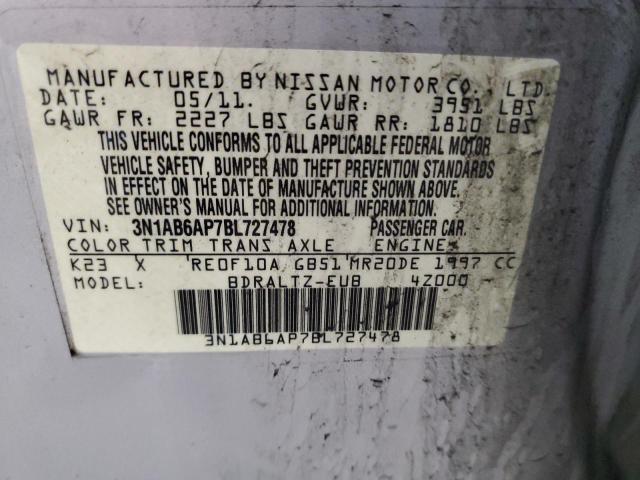 MANUFACTURED BY NISSAN MOTOR CO., LTD.
DATE: 05/11. GVWR: 3951 LBS
GAWR FR: 2227 LBS GAWR RR: 1810 LBS
THIS VEHICLE CONFORMS TO ALL APPLICABLE FEDERAL MOTOR
VEHICLE SAFETY, BUMPER AND THEFT PREVENTION STANDARDS
IN EFFECT ON THE DATE OF MANUFACTURE SHOWN ABOVE.
SEE OWNER'S MANUAL FOR ADDITIONAL INFORMATION.
VIN: 3N1AB6AP7BL727478 PASSENGER CAR.
COLOR TRIM TRANS AXLE ENGINE
K23 X RE0F10A GB51 MR20DE 1997 CC
MODEL: BDRALTZ-EUB 4Z000
3N1AB6AP7BL727478